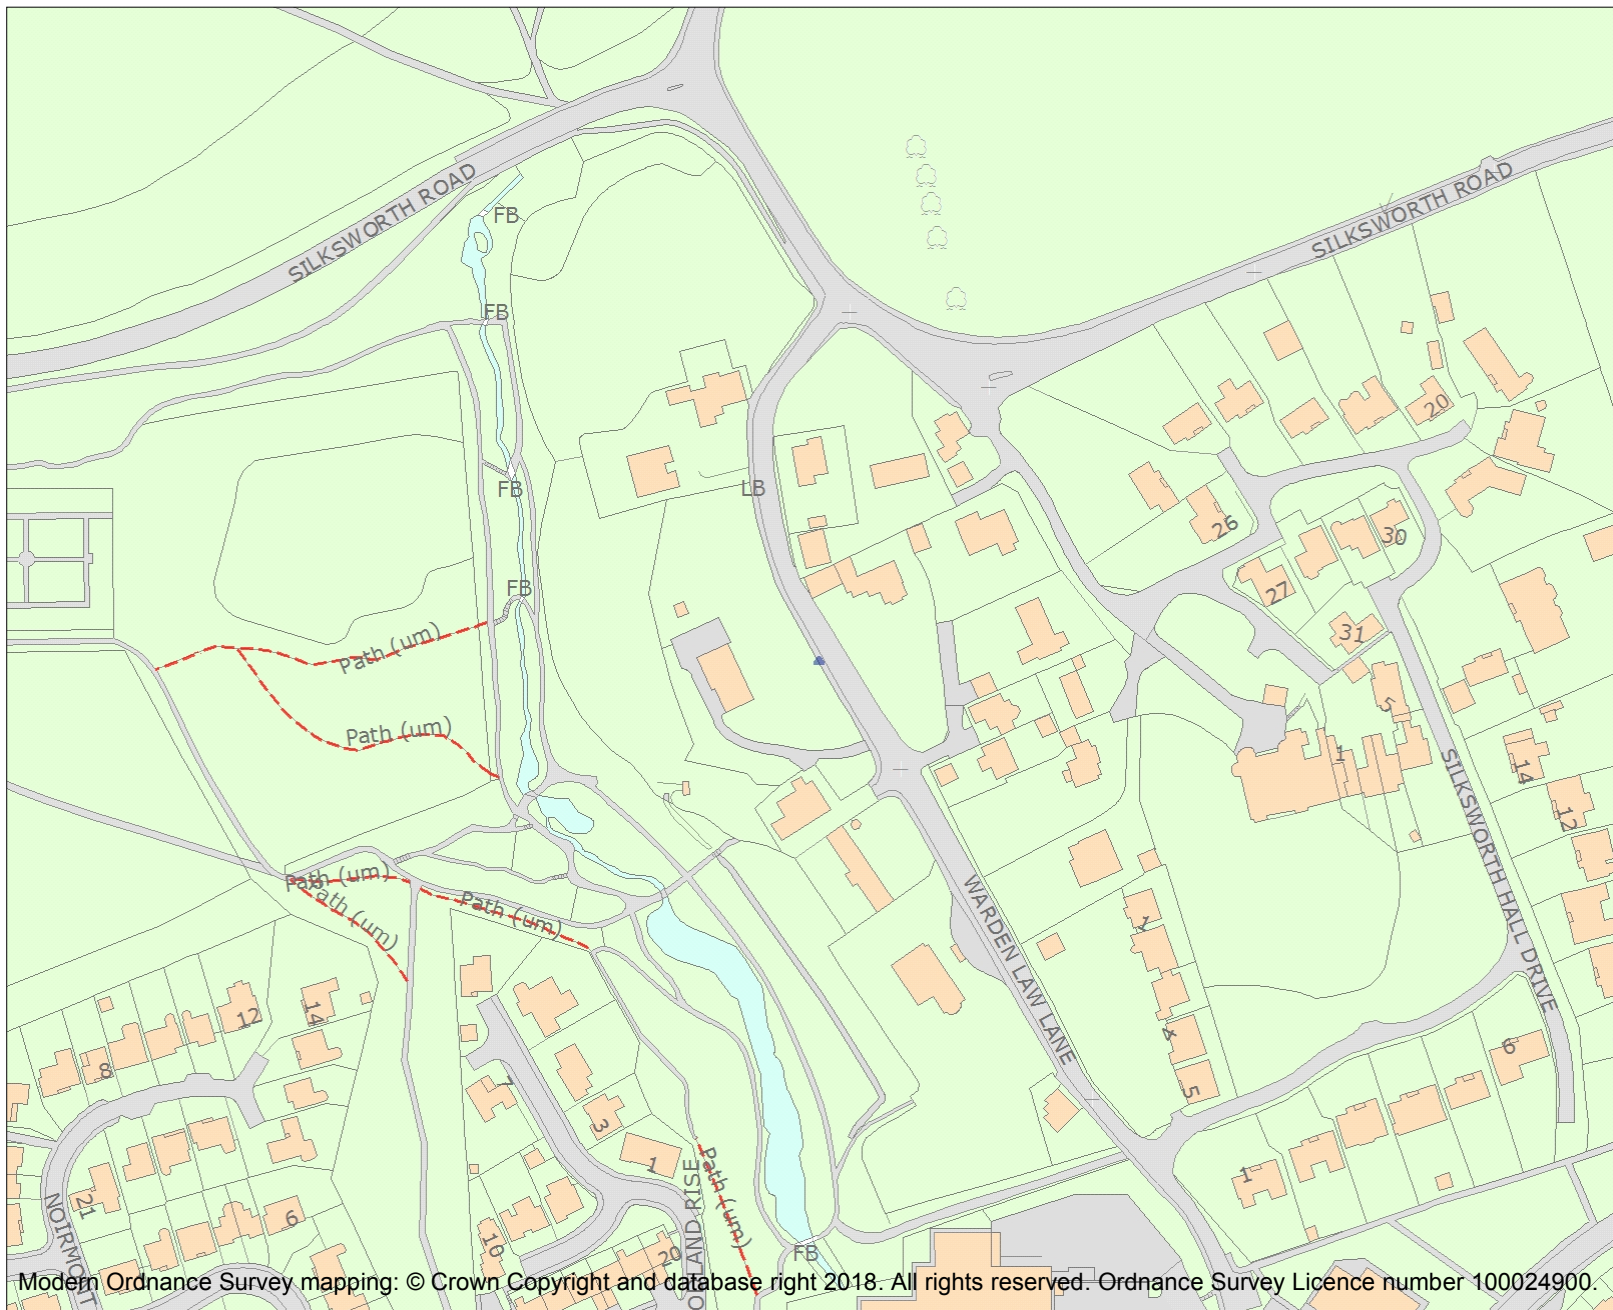 SILKSWORTH ROAD
SILKSWORTH ROAD
FB
FB
20
LB
FB
26
30
FB
27
31
Path (um)
5
Path (um)
1
14
SILKSWORTH HALL DRIVE
12
Path (um)
Path (um)
Path (um)
WARDEN LAW LANE
1
12
14
4
6
8
7
5
3
1
Path (um)
1
21
NOIRMONT
6
10
20
FB
Modern Ordnance Survey mapping: © Crown Copyright and database right 2018. All rights reserved. Ordnance Survey Licence number 100024900.